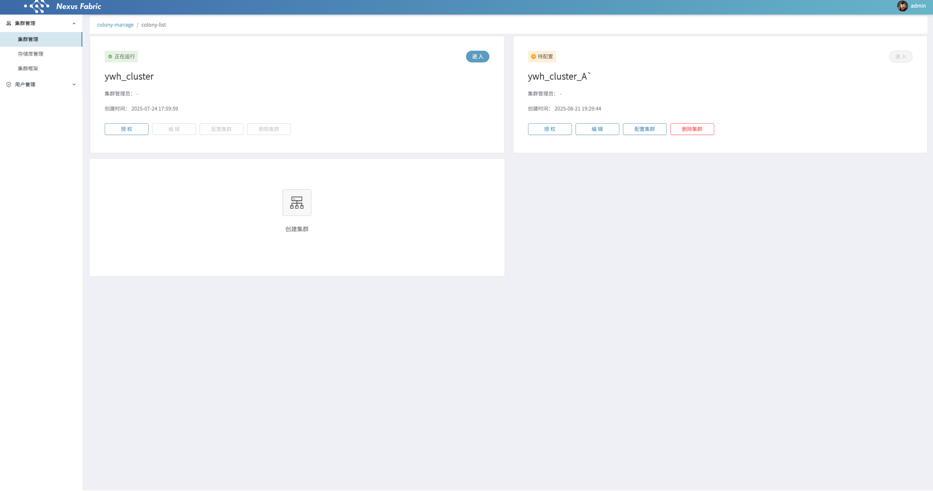 Nexus Fabric
admin
集群管理
集群管理
存储库管理
集群框架
用户管理
colony-manage / colony-list
正在运行
进 入
ywh_cluster
集群管理员： -
创建时间： 2025-07-24 17:59:59
授 权
编 辑
配置集群
删除集群
待配置
进 入
ywh_cluster_A`
集群管理员： -
创建时间： 2025-08-21 19:29:44
授 权
编 辑
配置集群
删除集群
创建集群